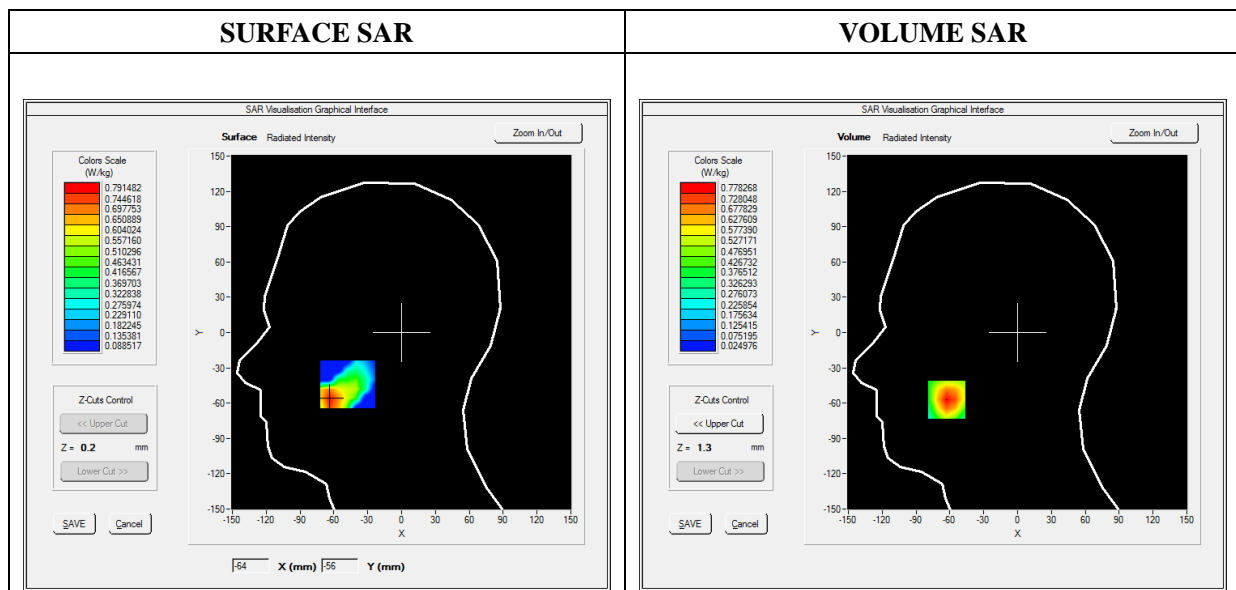 SURFACE SAR
VOLUME SAR
SAR Visualisation Graphical Interface
Surface Radiated Intensity
Zoom In/Out
Colors Scale
(W/kg)
0.791482
0.744618
0.697753
0.650889
0.604024
0.557160
0.510296
0.463431
0.416567
0.369703
0.322838
0.275974
0.229110
0.182245
0.135381
0.088517
Z-Cuts Control
<< Upper Cut
Z = 0.2 mm
Lower Cut >>
SAVE Cancel
150
120
90
60
30
0
-30
-60
-90
-120
-150
Y
-150 -120 -90 -60 -30 0 30 60 90 120 150
X
-64 X (mm) -56 Y (mm)
SAR Visualisation Graphical Interface
Volume Radiated Intensity
Zoom In/Out
Colors Scale
(W/kg)
0.778268
0.728048
0.677829
0.627609
0.577390
0.527171
0.476951
0.426732
0.376512
0.326293
0.276073
0.225854
0.175634
0.125415
0.075195
0.024976
Z-Cuts Control
<< Upper Cut
Z = 1.3 mm
Lower Cut >>
SAVE Cancel
150
120
90
60
30
0
-30
-60
-90
-120
-150
Y
-150 -120 -90 -60 -30 0 30 60 90 120 150
X